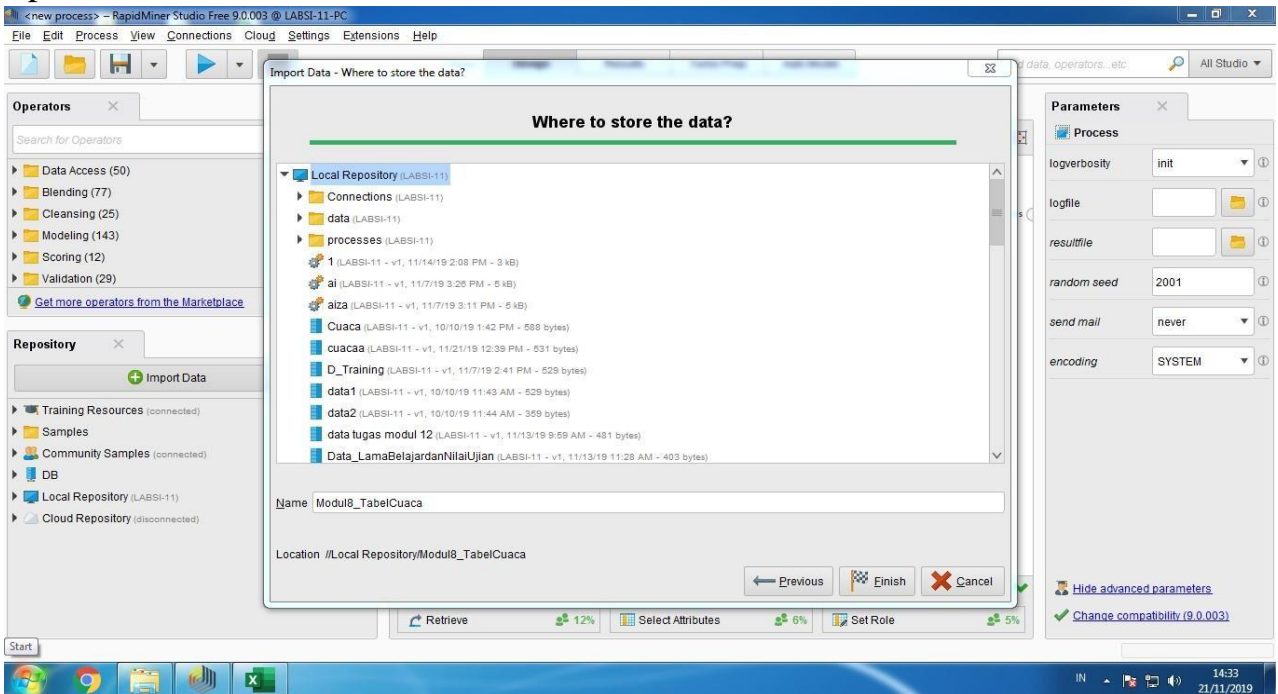 <new process> – RapidMiner Studio Free 9.0.003 @ LABSI-11-PC
File Edit Process View Connections Cloud Settings Extensions Help
Import Data - Where to store the data?
data, operators...etc
All Studio
Operators
Search for Operators
Data Access (50)
Blending (77)
Cleansing (25)
Modeling (143)
Scoring (12)
Validation (29)
Get more operators from the Marketplace
Repository
Import Data
Training Resources (connected)
Samples
Community Samples (connected)
DB
Local Repository (LABSI-11)
Cloud Repository (disconnected)
Where to store the data?
Local Repository (LABSI-11)
Connections (LABSI-11)
data (LABSI-11)
processes (LABSI-11)
1 (LABSI-11 - v1, 11/14/19 2:08 PM - 3 kB)
ai (LABSI-11 - v1, 11/7/19 3:26 PM - 5 kB)
aiza (LABSI-11 - v1, 11/7/19 3:11 PM - 5 kB)
Cuaca (LABSI-11 - v1, 10/10/19 1:42 PM - 588 bytes)
cuacaa (LABSI-11 - v1, 11/21/19 12:39 PM - 531 bytes)
D_Training (LABSI-11 - v1, 11/7/19 2:41 PM - 529 bytes)
data1 (LABSI-11 - v1, 10/10/19 11:43 AM - 529 bytes)
data2 (LABSI-11 - v1, 10/10/19 11:44 AM - 359 bytes)
data tugas modul 12 (LABSI-11 - v1, 11/13/19 9:59 AM - 481 bytes)
Data_LamaBelajardanNilaiUjian (LABSI-11 - v1, 11/13/19 11:28 AM - 403 bytes)
Name Modul8_TabelCuaca
Location //Local Repository/Modul8_TabelCuaca
Previous Finish Cancel
Retrieve 12% Select Attributes 6% Set Role 5%
Parameters
Process
logverbosity init
logfile
resultfile
random seed 2001
send mail never
encoding SYSTEM
Hide advanced parameters
Change compatibility (9.0.003)
Start
IN
14:33
21/11/2019